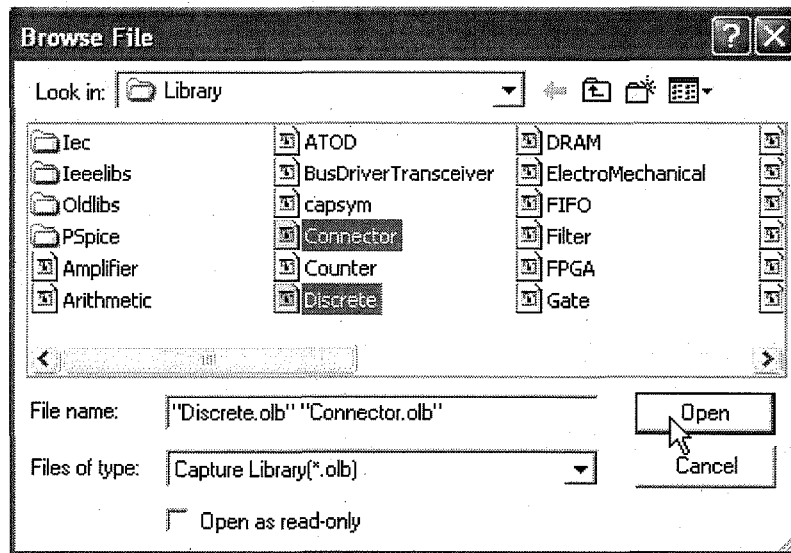 Browse File
Look in: Library
Iec ATOD DRAM
Ieeelibs BusDriverTransceiver ElectroMechanical
Oldlibs capsym FIFO
PSpice Connector Filter
Amplifier Counter FPGA
Arithmetic Discrete Gate
File name: "Discrete.olb" "Connector.olb" Open
Files of type: Capture Library(*.olb) Cancel
Open as read-only